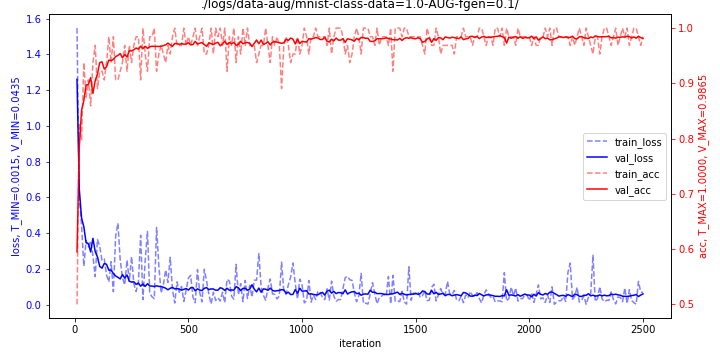 ./logs/data-aug/mnist-class-data=1.0-AUG-fgen=0.1/
loss, T_MIN=0.0015, V_MIN=0.0435
1.6
1.4
1.2
1.0
0.8
0.6
0.4
0.2
0.0
0
500
1000
1500
2000
2500
iteration
train_loss
val_loss
train_acc
val_acc
1.0
0.9
0.8
0.7
0.6
0.5
acc, T_MAX=1.0000, V_MAX=0.9865